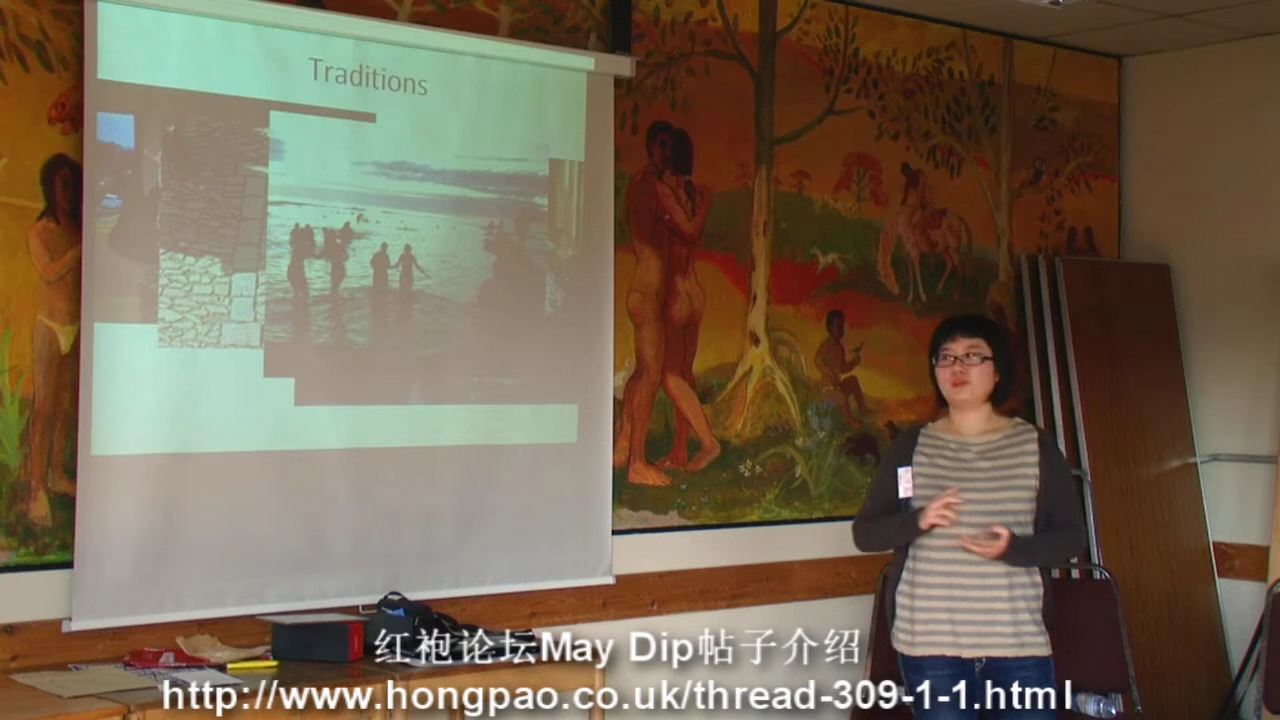 Traditions
红袍论坛May Dip帖子介绍
http://www.hongpao.co.uk/thread-309-1-1.html